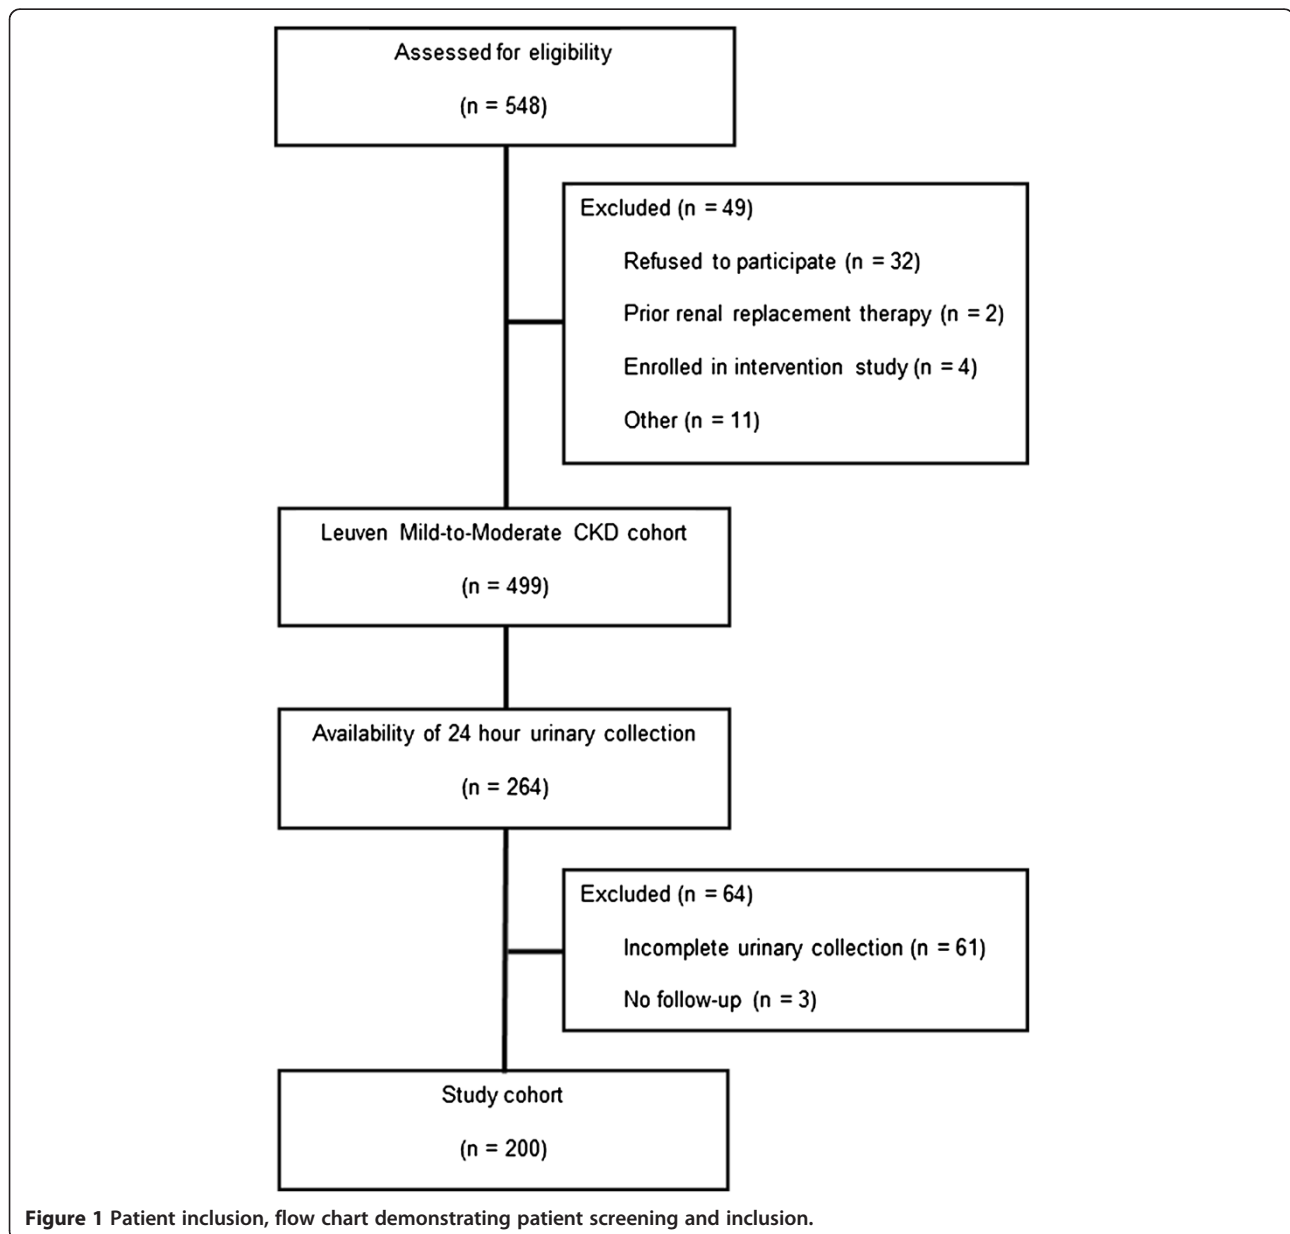 Assessed for eligibility
(n = 548)
Excluded (n = 49)
Refused to participate (n = 32)
Prior renal replacement therapy (n = 2)
Enrolled in intervention study (n = 4)
Other (n = 11)
Leuven Mild-to-Moderate CKD cohort
(n = 499)
Availability of 24 hour urinary collection
(n = 264)
Excluded (n = 64)
Incomplete urinary collection (n = 61)
No follow-up (n = 3)
Study cohort
(n = 200)
Figure 1 Patient inclusion, flow chart demonstrating patient screening and inclusion.